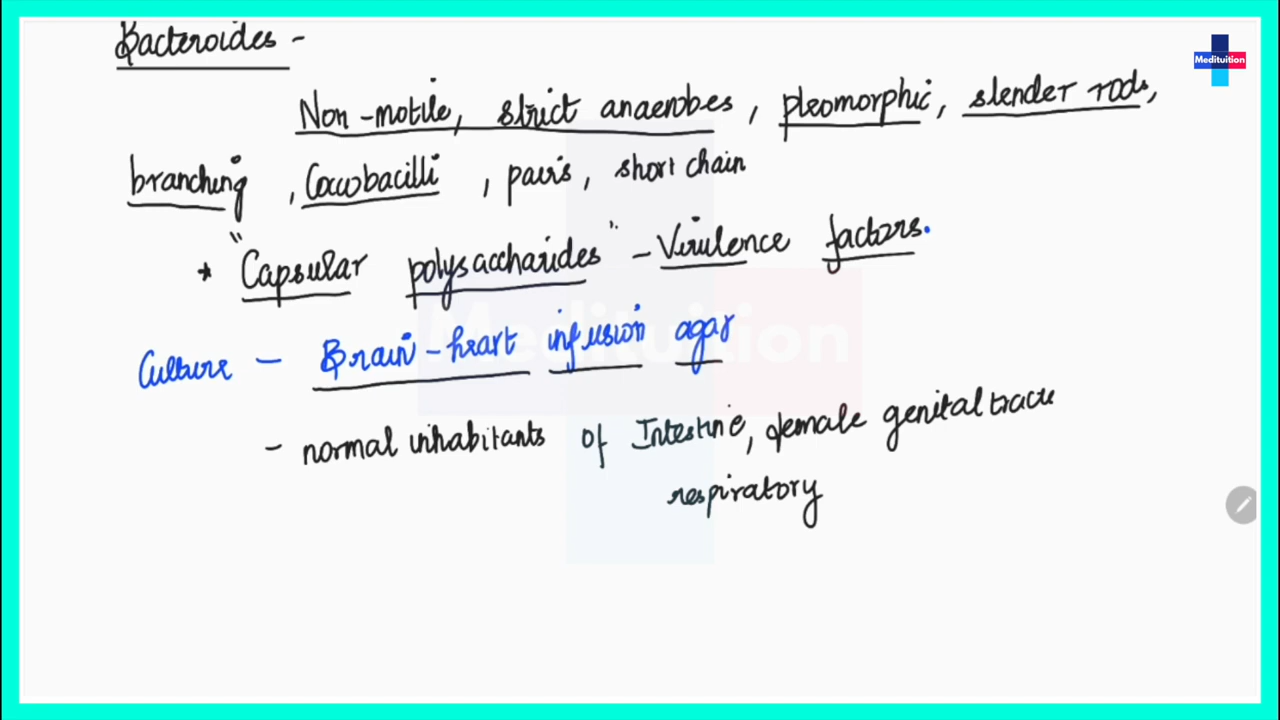 Bacteroides -
Meditution
Non-motile, strict anaerobes, pleomorphic, slender rods,
branching, Coccobacilli, pairs, short chain
* "Capsular polysaccharides" - Virulence factors.
Meditution
Culture - Brain-heart infusion agar
- normal inhabitants of Intestine, female genital tract
respiratory